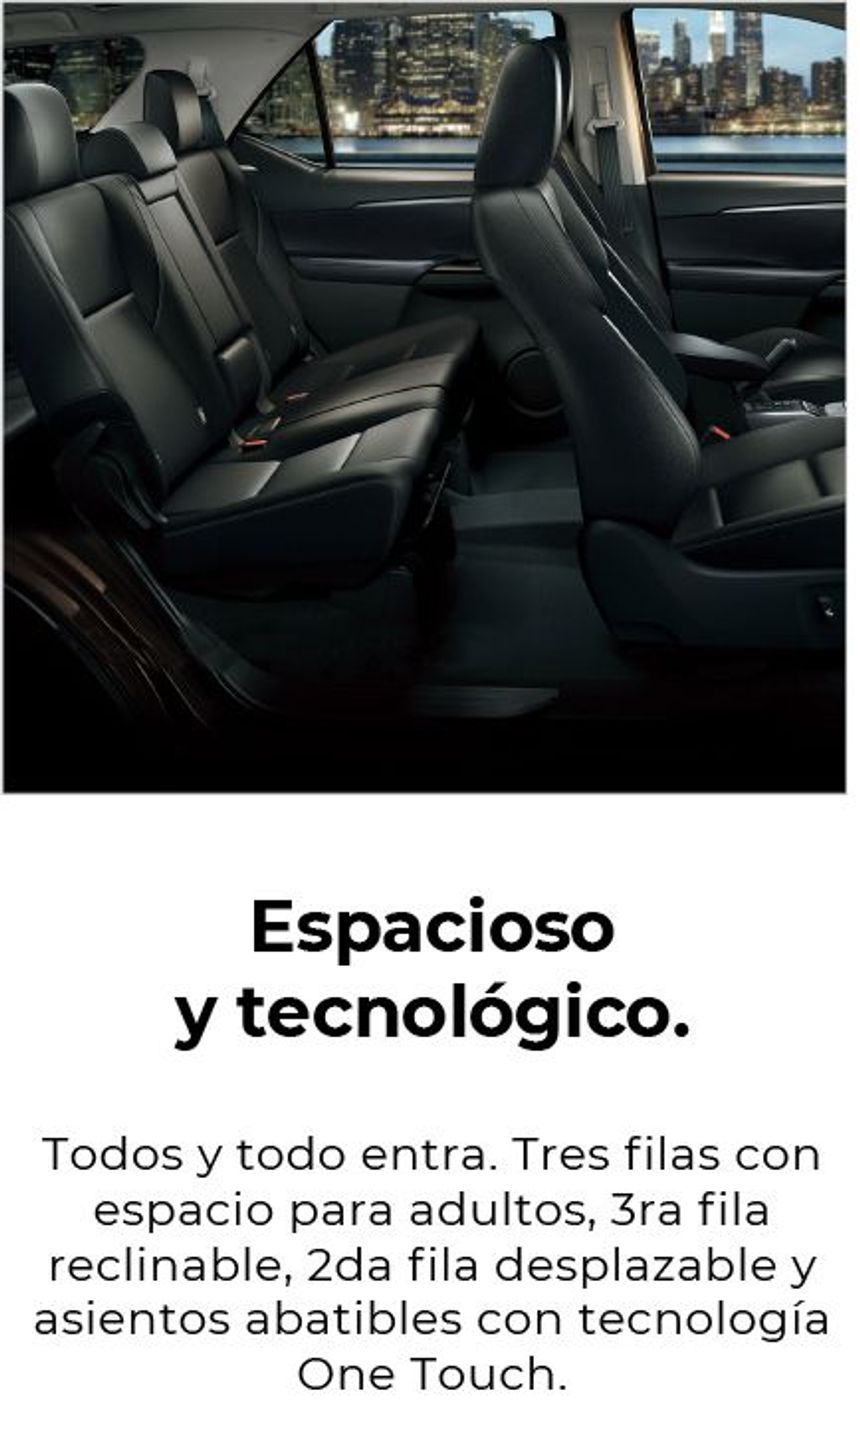 Espacioso
y tecnológico.
Todos y todo entra. Tres filas con
espacio para adultos, 3ra fila
reclinable, 2da fila desplazable y
asientos abatibles con tecnología
One Touch.